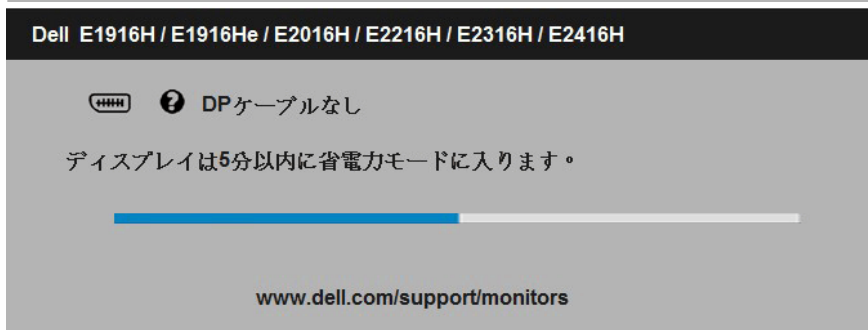 Dell E1916H / E1916He / E2016H / E2216H / E2316H / E2416H
DPケーブルなし
ディスプレイは5分以内に省電力モードに入ります。
www.dell.com/support/monitors